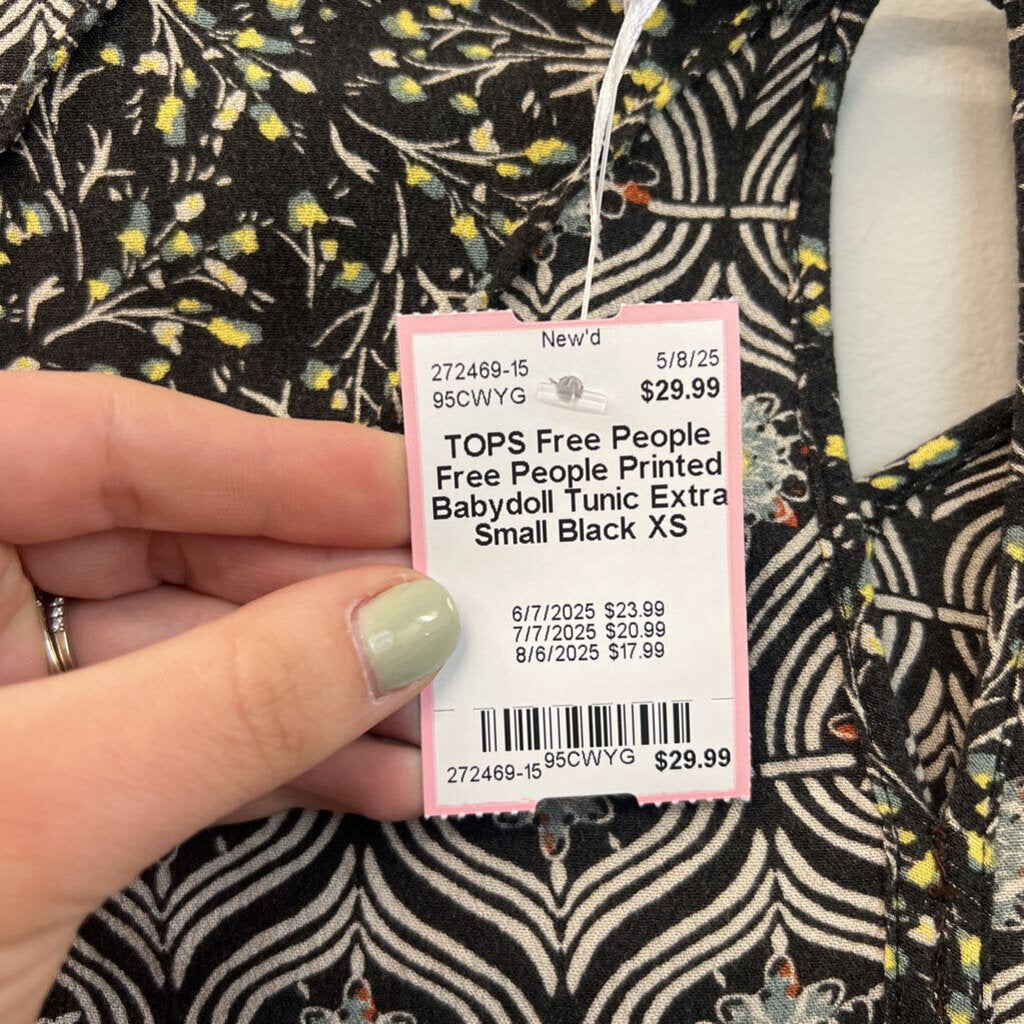 New'd
272469-15 5/8/25
95CWYG $29.99
TOPS Free People
Free People Printed
Babydoll Tunic Extra
Small Black XS
6/7/2025 $23.99
7/7/2025 $20.99
8/6/2025 $17.99
272469-15 95CWYG $29.99